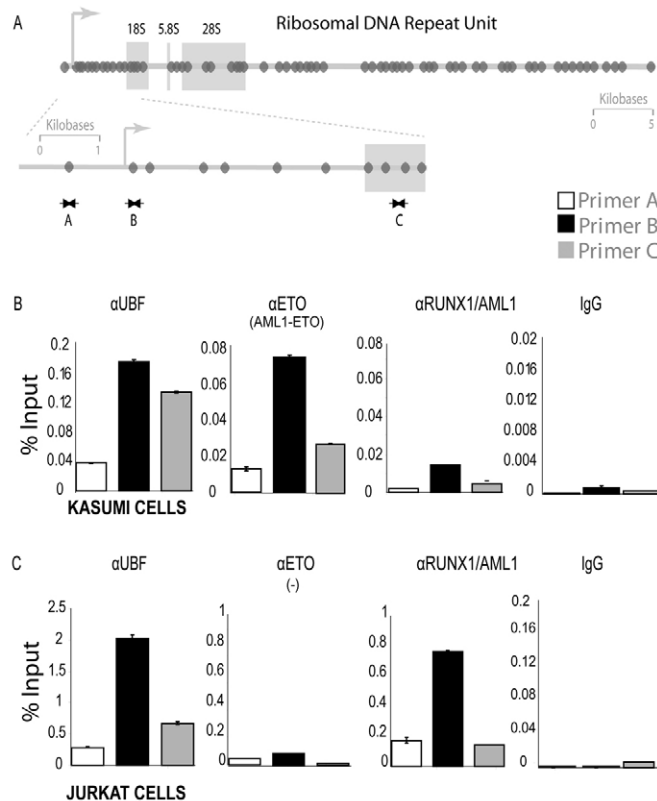 A
Ribosomal DNA Repeat Unit
18S 5.8S 28S
Kilobases
0 1
Kilobases
0 5
A B C
Primer A
Primer B
Primer C
B
αUBF αETO αRUNX1/AML1 IgG
(AML1-ETO)
% Input
0.2
0.16
0.12
0.08
0.04
0
0.08
0.06
0.04
0.02
0
0.08
0.06
0.04
0.02
0
0.02
0.016
0.012
0.008
0.004
0
KASUMI CELLS
C
αUBF αETO αRUNX1/AML1 IgG
(-)
% Input
2.5
2
1.5
1
0.5
0
1
0.8
0.6
0.4
0.2
0
1
0.8
0.6
0.4
0.2
0
0.2
0.16
0.12
0.08
0.04
0
JURKAT CELLS